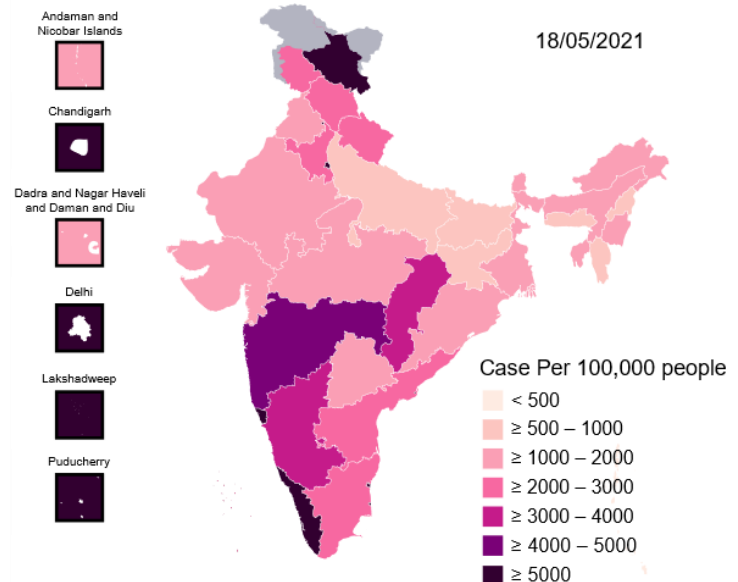 Andaman and
Nicobar Islands
18/05/2021
Chandigarh
Dadra and Nagar Haveli
and Daman and Diu
Delhi
Lakshadweep
Puducherry
Case Per 100,000 people
< 500
≥ 500 – 1000
≥ 1000 – 2000
≥ 2000 – 3000
≥ 3000 – 4000
≥ 4000 – 5000
≥ 5000